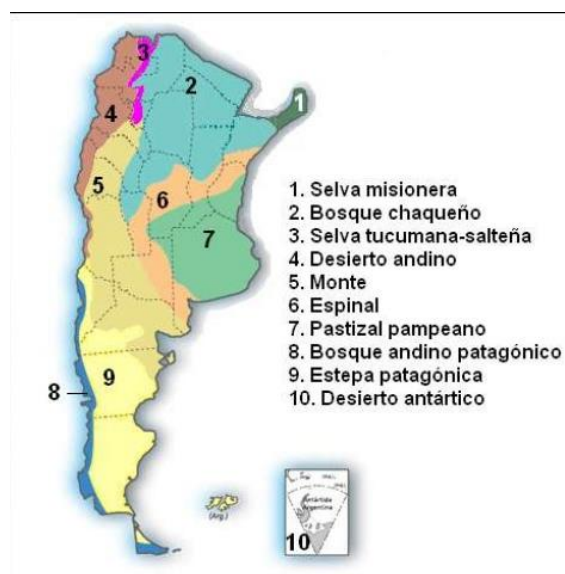 3
2
1
4
5
6
7
1. Selva misionera
2. Bosque chaqueño
3. Selva tucumana-salteña
4. Desierto andino
5. Monte
6. Espinal
7. Pastizal pampeano
8. Bosque andino patagónico
9. Estepa patagónica
10. Desierto antártico
8
9
(Arg.)
Antártida
Argentina
10